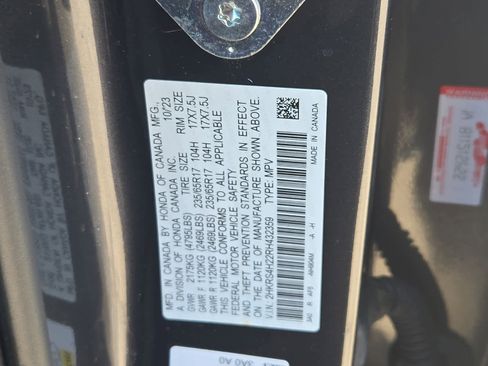 MFD. IN CANADA BY HONDA OF CANADA MFG. 10/23
A DIVISION OF HONDA CANADA INC.
TIRE SIZE RIM SIZE
GVWR 2175KG (4795LBS)
GAWR F 1120KG (2469LBS) 235/65R17 104H 17X7.5J
GAWR R 1120KG (2469LBS) 235/65R17 104H 17X7.5J
THIS VEHICLE CONFORMS TO ALL APPLICABLE
FEDERAL MOTOR VEHICLE SAFETY
AND THEFT PREVENTION STANDARDS IN EFFECT
ON THE DATE OF MANUFACTURE SHOWN ABOVE.
V.I.N. 2HKRS4H22RH432359 TYPE: MPV
-A -H MADE IN CANADA
3A0 A0